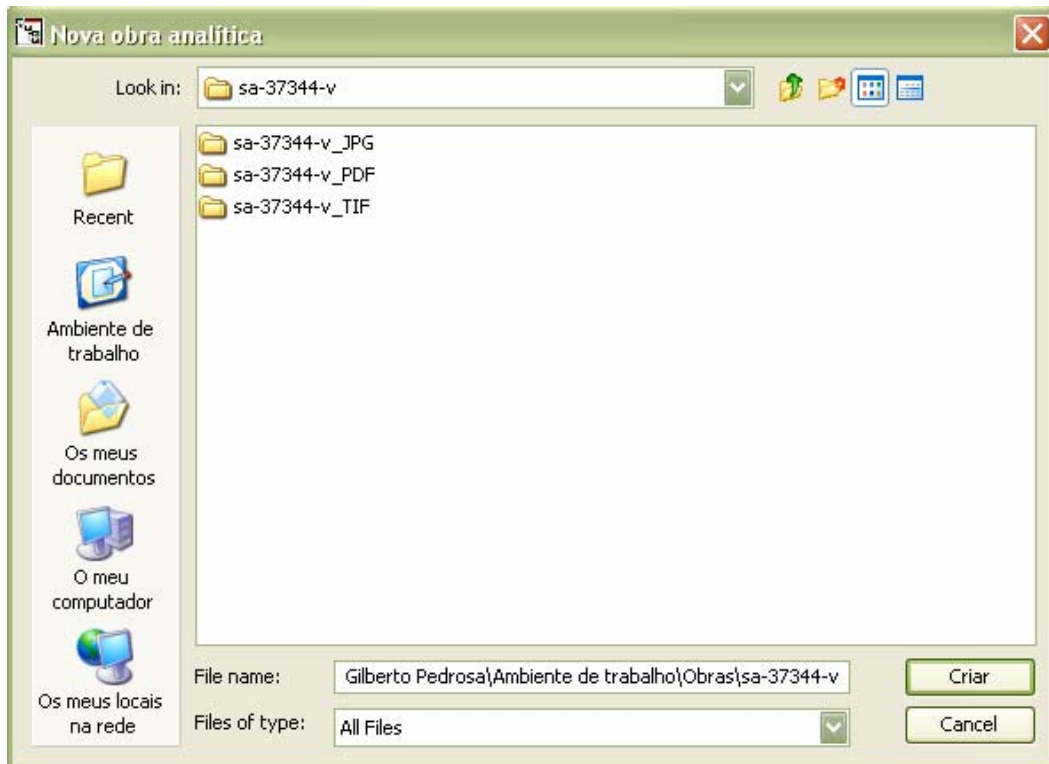 Nova obra analítica
Look in:
sa-37344-v
sa-37344-v_JPG
sa-37344-v_PDF
sa-37344-v_TIF
Recent
Ambiente de
trabalho
Os meus
documentos
O meu
computador
Os meus locais
na rede
File name:
Gilberto Pedrosa\Ambiente de trabalho\Obras\sa-37344-v
Criar
Files of type:
All Files
Cancel